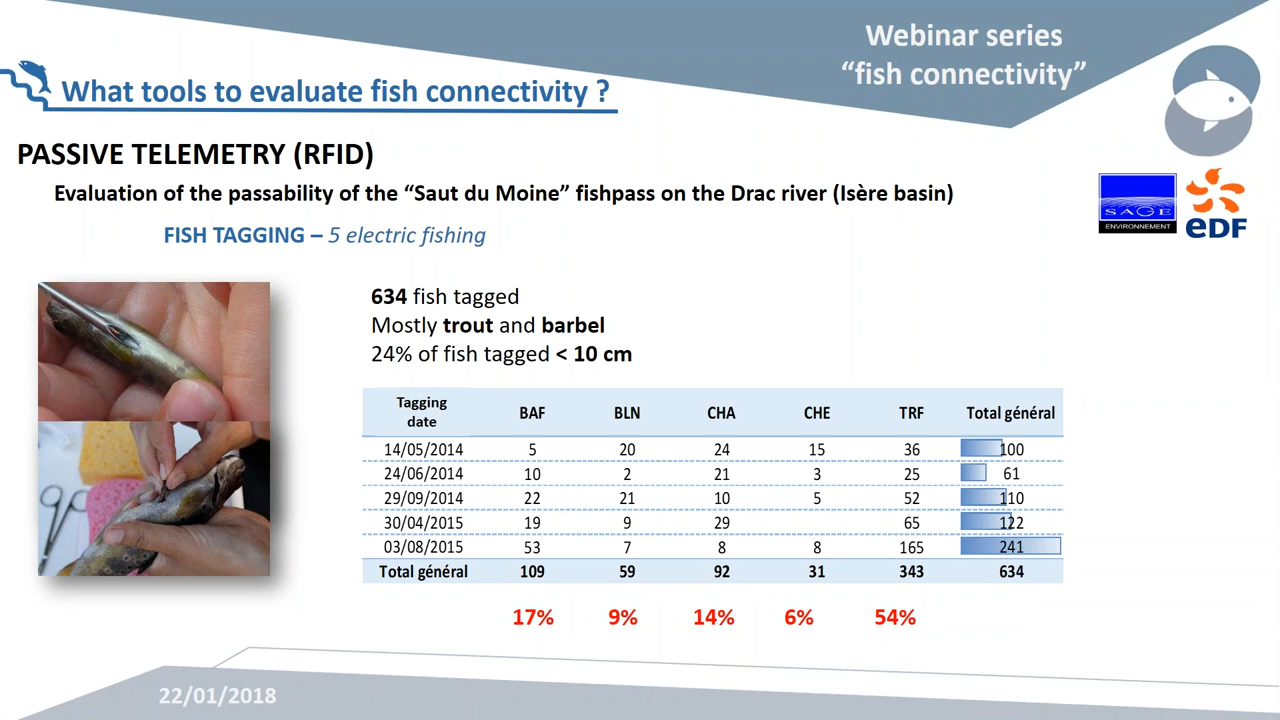 Webinar series
“fish connectivity”
What tools to evaluate fish connectivity ?
PASSIVE TELEMETRY (RFID)
Evaluation of the passability of the “Saut du Moine” fishpass on the Drac river (Isère basin)
SAGE
ENVIRONNEMENT
eDF
FISH TAGGING – 5 electric fishing
634 fish tagged
Mostly trout and barbel
24% of fish tagged < 10 cm
Tagging date BAF BLN CHA CHE TRF Total général
14/05/2014 5 20 24 15 36 100
24/06/2014 10 2 21 3 25 61
29/09/2014 22 21 10 5 52 110
30/04/2015 19 9 29 65 122
03/08/2015 53 7 8 8 165 241
Total général 109 59 92 31 343 634
17% 9% 14% 6% 54%
22/01/2018